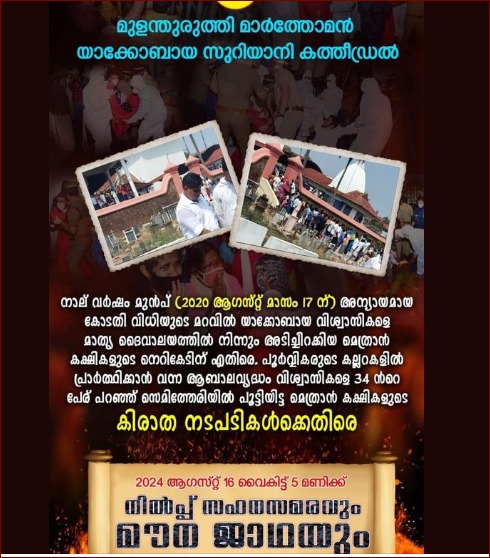 മുളന്തുരുത്തി മാർത്തോമൻ
യാക്കോബായ സുറിയാനി കത്തീഡ്രൽ
നാല് വർഷം മുൻപ് (2020 ആഗസ്റ്റ് മാസം 17 ന്) അന്യായമായ
കോടതി വിധിയുടെ മറവിൽ യാക്കോബായ വിശ്വാസികളെ
മാതൃ ദൈവാലയത്തിൽ നിന്നും അടിച്ചിറക്കിയ മെത്രാൻ
കക്ഷികളുടെ നെറികേടിന് എതിരെ. പൂർവ്വികരുടെ കല്ലറകളിൽ
പ്രാർത്ഥിക്കാൻ വന്ന ആബാലവൃദ്ധം വിശ്വാസികളെ 34 ൻറെ
പേര് പറഞ്ഞ് സെമിത്തേരിയിൽ പൂട്ടിയിട്ട മെത്രാൻ കക്ഷികളുടെ
കിരാത നടപടികൾക്കെതിരെ
2024 ആഗസ്റ്റ് 16 വൈകിട്ട് 5 മണിക്ക്
നിൽപ്പ് സഹനസമരവും
മൗന ജാഥയും